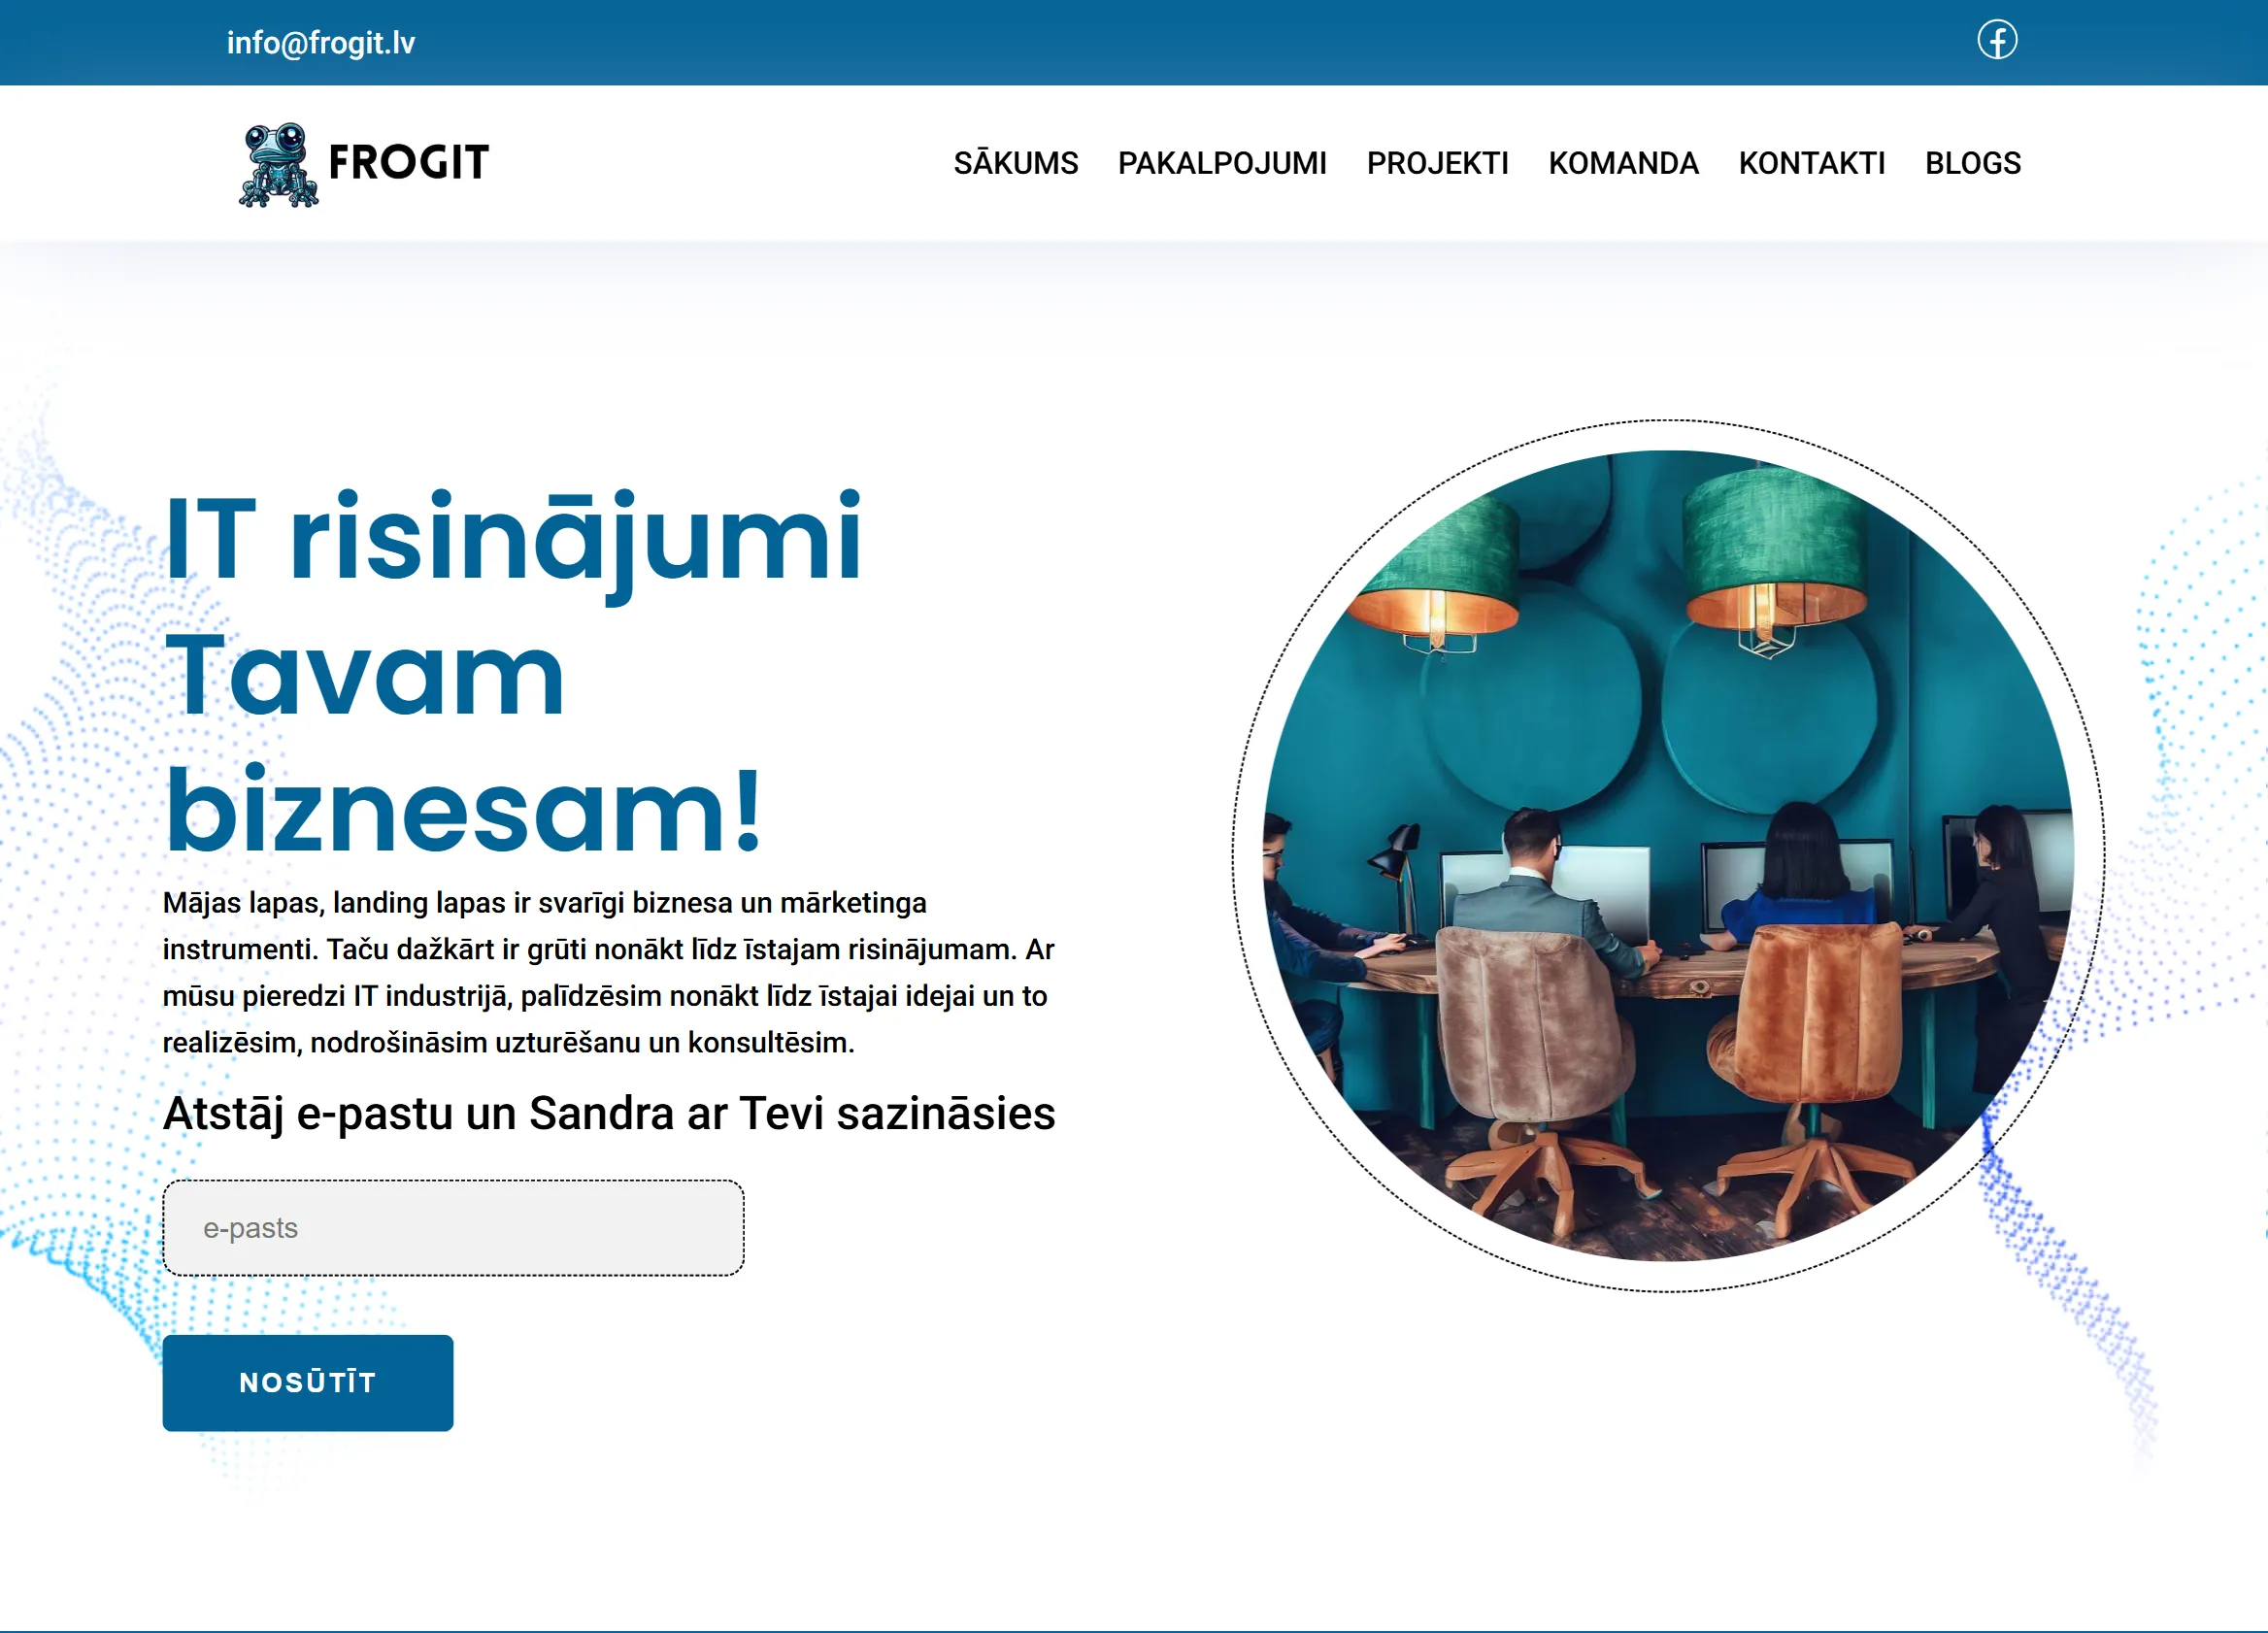 info@frogit.lv
FROGIT
SĀKUMS PAKALPOJUMI PROJEKTI KOMANDA KONTAKTI BLOGS
IT risinājumi
Tavam
biznesam!
Mājas lapas, landing lapas ir svarīgi biznesa un mārketinga
instrumenti. Taču dažkārt ir grūti nonākt līdz īstajam risinājumam. Ar
mūsu pieredzi IT industrijā, palīdzēsim nonākt līdz īstajai idejai un to
realizēsim, nodrošināsim uzturēšanu un konsultēsim.
Atstāj e-pastu un Sandra ar Tevi sazināsies
e-pasts
NOSŪTĪT